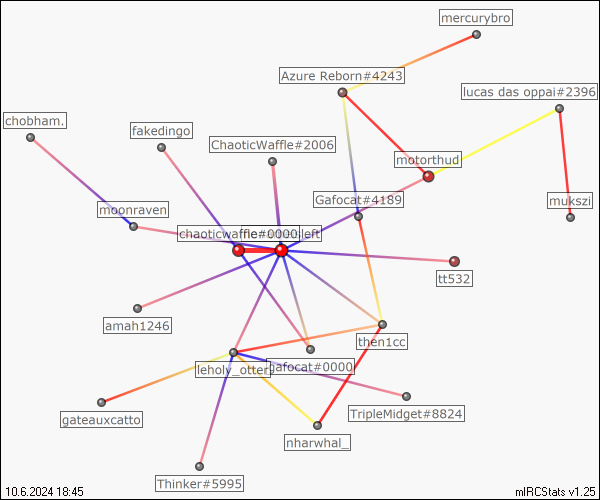 mercurybro
Azure Reborn#4243
lucas das oppai#2396
chobham.
fakedingo
ChaoticWaffle#2006
motorthud
Gafocat#4189
mukszi
moonraven
chaoticwaffle#0000 left
tt532
amah1246
then1cc
leholy_otter
gafocat#0000
TripleMidget#8824
gateauxcatto
nharwhal_
Thinker#5995
10.6.2024 18:45
mIRCStats v1.25